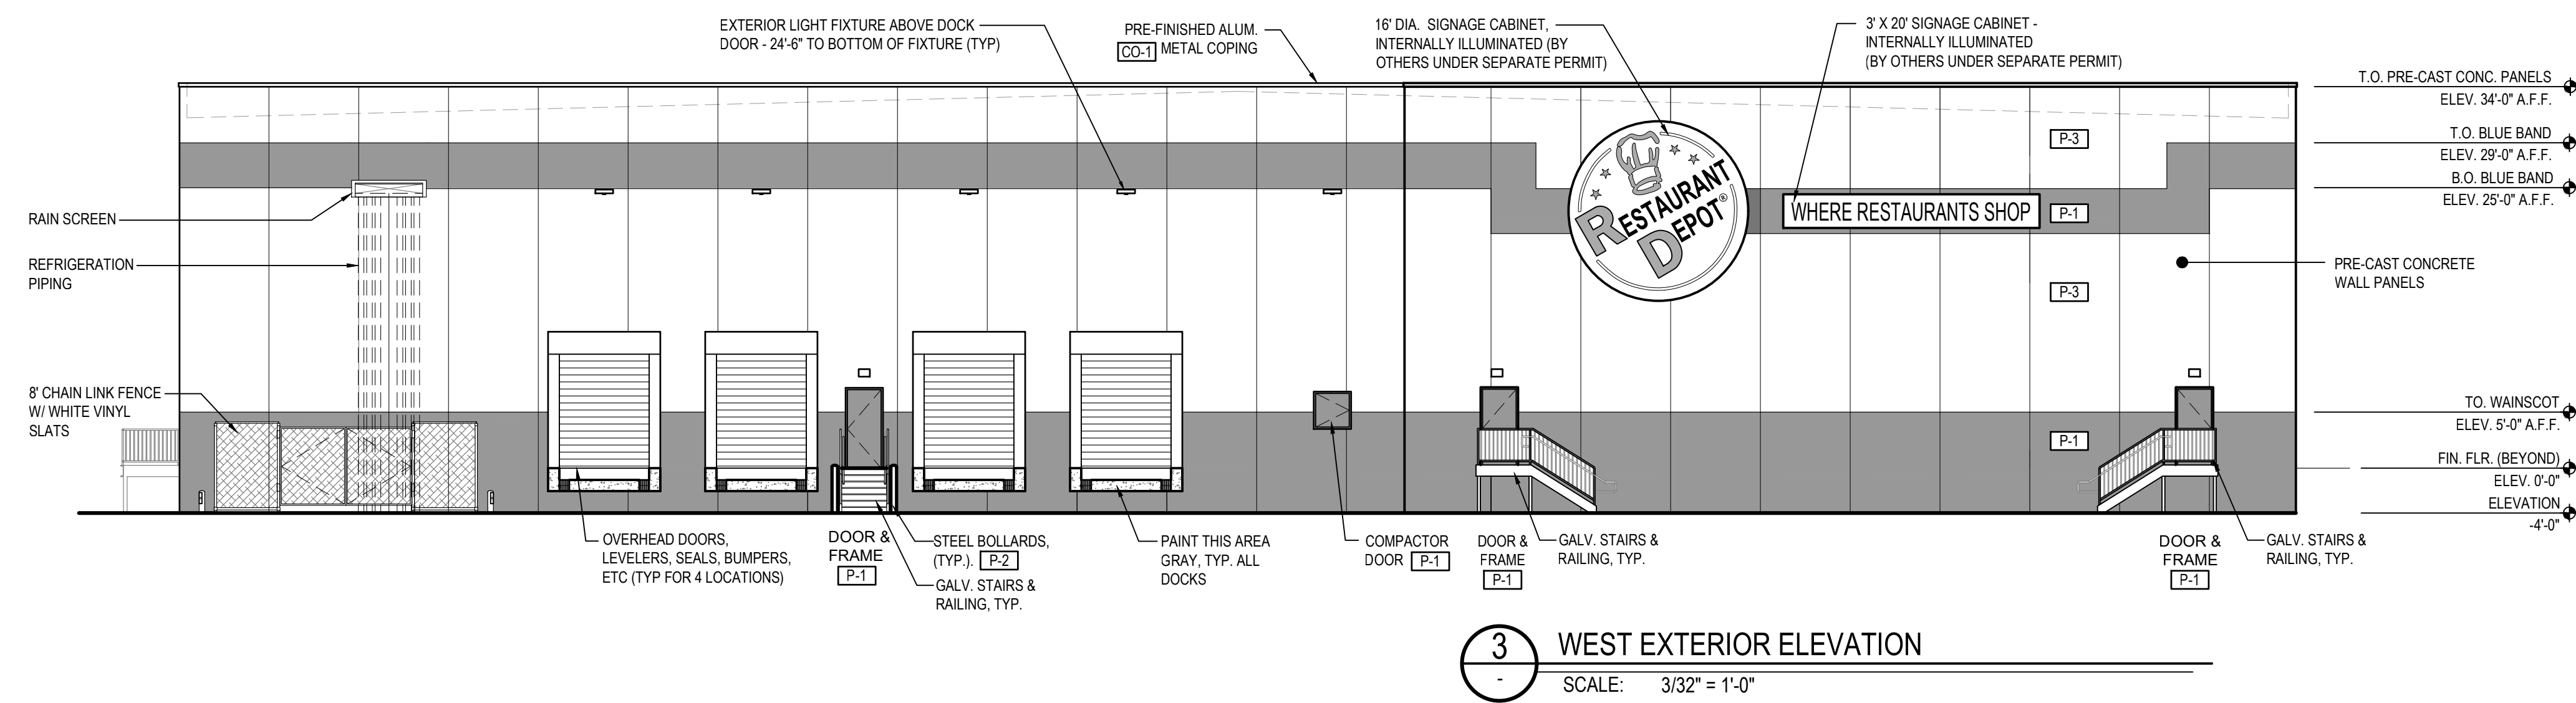 EXTERIOR LIGHT FIXTURE ABOVE DOCK
DOOR - 24'-6" TO BOTTOM OF FIXTURE (TYP)
PRE-FINISHED ALUM.
CO-1 METAL COPING
16' DIA. SIGNAGE CABINET,
INTERNALLY ILLUMINATED (BY
OTHERS UNDER SEPARATE PERMIT)
3' X 20' SIGNAGE CABINET -
INTERNALLY ILLUMINATED
(BY OTHERS UNDER SEPARATE PERMIT)
T.O. PRE-CAST CONC. PANELS
ELEV. 34'-0" A.F.F.
T.O. BLUE BAND
ELEV. 29'-0" A.F.F.
B.O. BLUE BAND
ELEV. 25'-0" A.F.F.
P-3
RESTAURANT
DEPOT®
WHERE RESTAURANTS SHOP
P-1
P-3
RAIN SCREEN
REFRIGERATION
PIPING
PRE-CAST CONCRETE
WALL PANELS
8' CHAIN LINK FENCE
W/ WHITE VINYL
SLATS
P-1
TO. WAINSCOT
ELEV. 5'-0" A.F.F.
FIN. FLR. (BEYOND)
ELEV. 0'-0"
ELEVATION
-4'-0"
OVERHEAD DOORS,
LEVELERS, SEALS, BUMPERS,
ETC (TYP FOR 4 LOCATIONS)
DOOR &
FRAME
P-1
STEEL BOLLARDS,
(TYP.). P-2
GALV. STAIRS &
RAILING, TYP.
PAINT THIS AREA
GRAY, TYP. ALL
DOCKS
COMPACTOR
DOOR P-1
DOOR &
FRAME
P-1
GALV. STAIRS &
RAILING, TYP.
DOOR &
FRAME
P-1
GALV. STAIRS &
RAILING, TYP.
3
-
WEST EXTERIOR ELEVATION
SCALE: 3/32" = 1'-0"